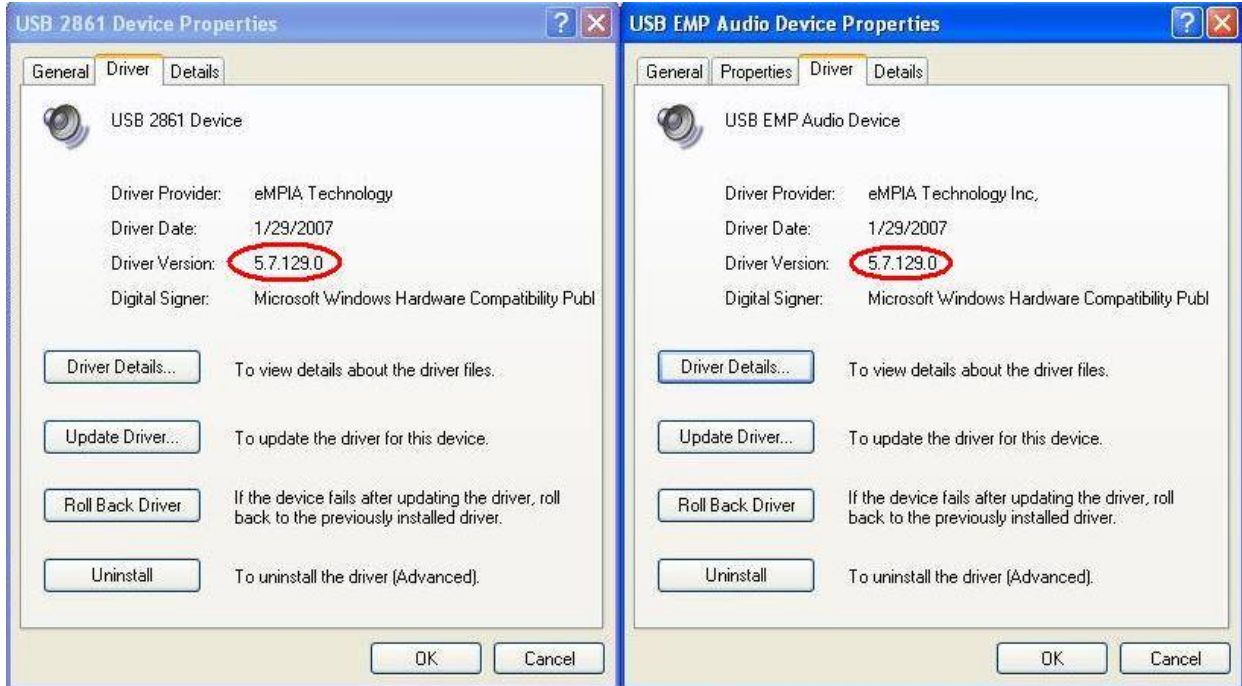 USB 2861 Device Properties
General Driver Details
USB 2861 Device
Driver Provider: eMPIA Technology
Driver Date: 1/29/2007
Driver Version: 5.7.129.0
Digital Signer: Microsoft Windows Hardware Compatibility Publ
Driver Details...
To view details about the driver files.
Update Driver...
To update the driver for this device.
Roll Back Driver
If the device fails after updating the driver, roll
back to the previously installed driver.
Uninstall
To uninstall the driver (Advanced).
OK Cancel
USB EMP Audio Device Properties
General Properties Driver Details
USB EMP Audio Device
Driver Provider: eMPIA Technology Inc,
Driver Date: 1/29/2007
Driver Version: 5.7.129.0
Digital Signer: Microsoft Windows Hardware Compatibility Publ
Driver Details...
To view details about the driver files.
Update Driver...
To update the driver for this device.
Roll Back Driver
If the device fails after updating the driver, roll
back to the previously installed driver.
Uninstall
To uninstall the driver (Advanced).
OK Cancel